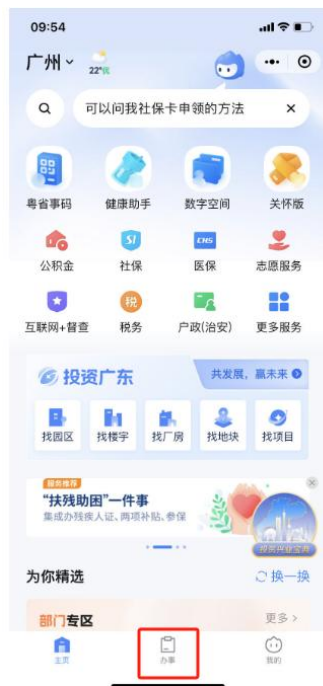 09:54
广州
22°
可以问我社保卡申领的方法
粤省事码 健康助手 数字空间 关怀版
公积金 社保 医保 志愿服务
互联网+督查 税务 户政(治安) 更多服务
投资广东 共发展，赢未来
找园区 找楼宇 找厂房 找地块 找项目
服务推荐
“扶残助困”一件事
集成办残疾人证、两项补贴、参保
为你精选 换一换
部门专区 更多
主页 办事 我的